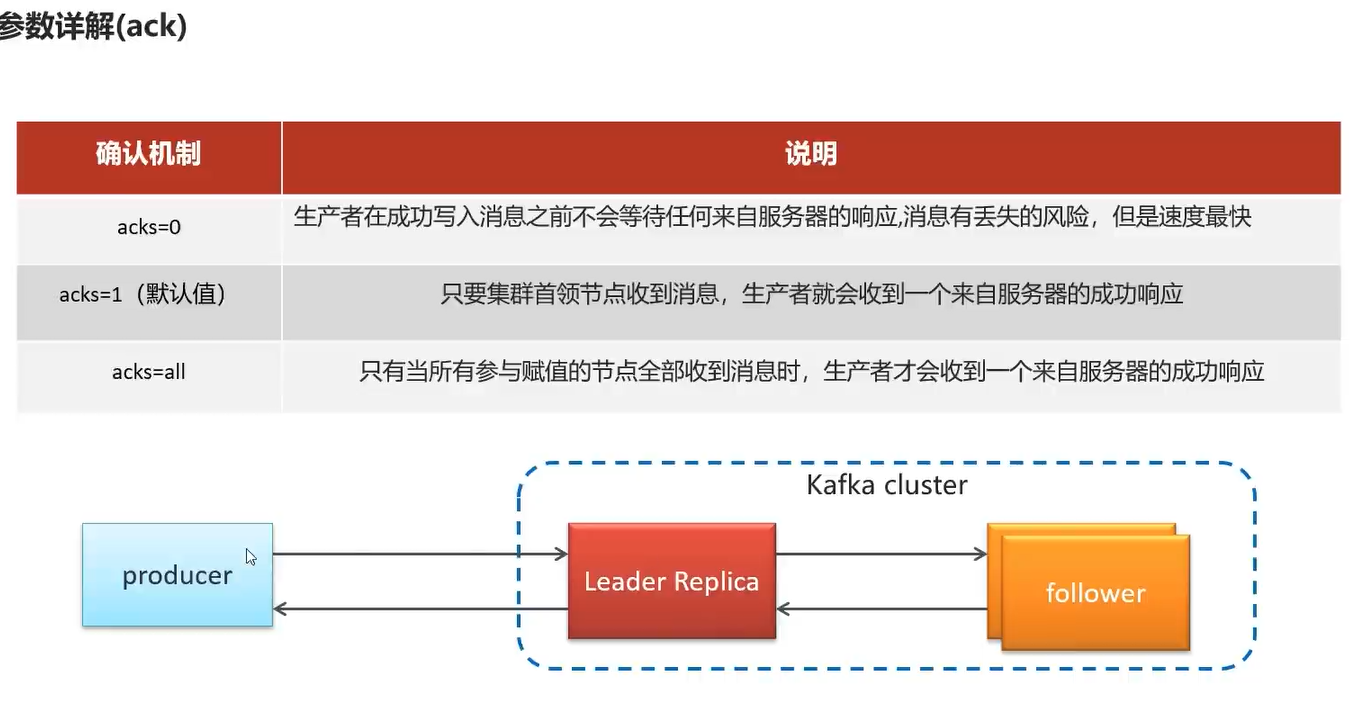 参数详解(ack)
确认机制
说明
acks=0
生产者在成功写入消息之前不会等待任何来自服务器的响应,消息有丢失的风险，但是速度最快
acks=1（默认值）
只要集群首领节点收到消息，生产者就会收到一个来自服务器的成功响应
acks=all
只有当所有参与赋值的节点全部收到消息时，生产者才会收到一个来自服务器的成功响应
Kafka cluster
producer
Leader Replica
follower